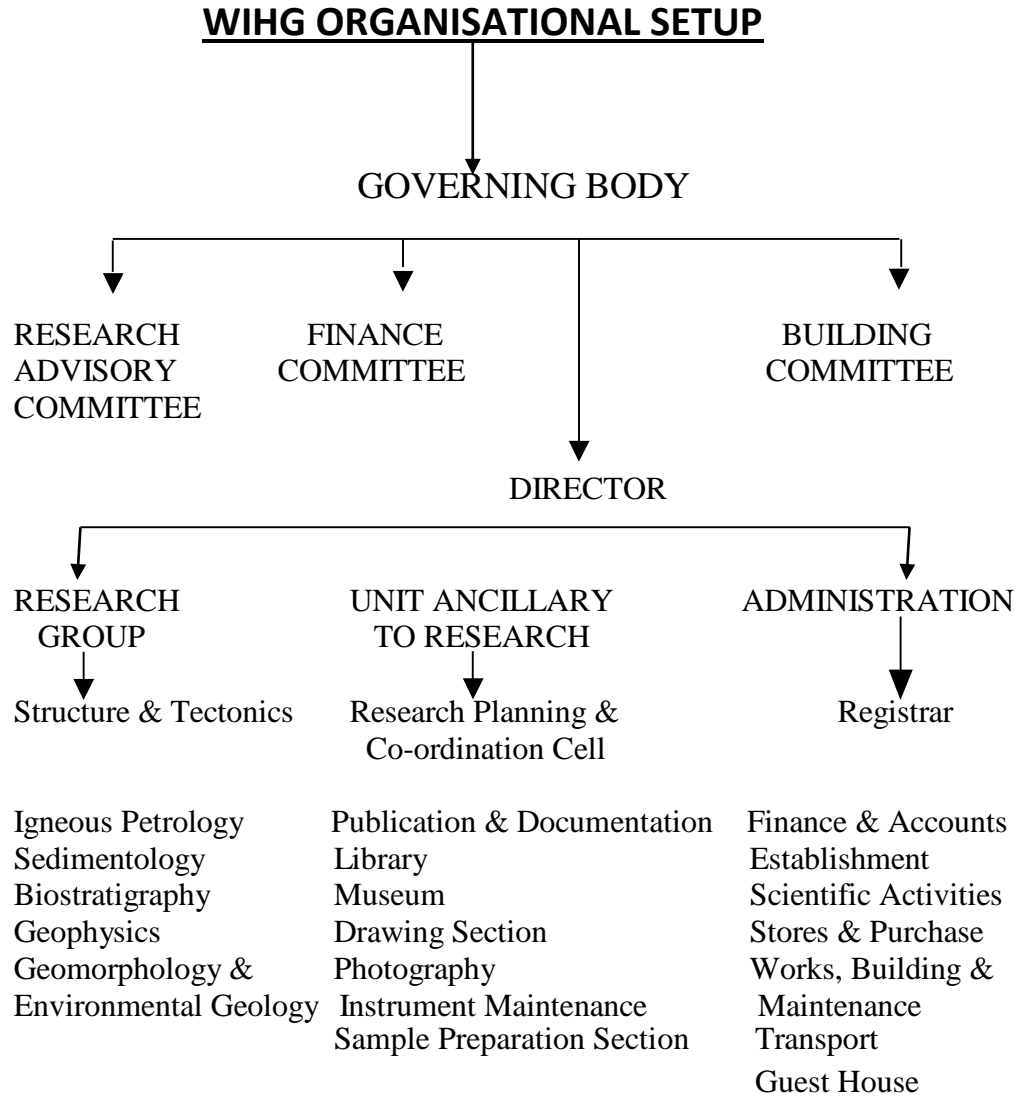 WIHG ORGANISATIONAL SETUP
GOVERNING BODY
RESEARCH
ADVISORY
COMMITTEE
FINANCE
COMMITTEE
BUILDING
COMMITTEE
DIRECTOR
RESEARCH
GROUP
UNIT ANCILLARY
TO RESEARCH
ADMINISTRATION
Structure & Tectonics
Igneous Petrology
Sedimentology
Biostratigraphy
Geophysics
Geomorphology &
Environmental Geology
Research Planning &
Co-ordination Cell
Publication & Documentation
Library
Museum
Drawing Section
Photography
Instrument Maintenance
Sample Preparation Section
Registrar
Finance & Accounts
Establishment
Scientific Activities
Stores & Purchase
Works, Building &
Maintenance
Transport
Guest House